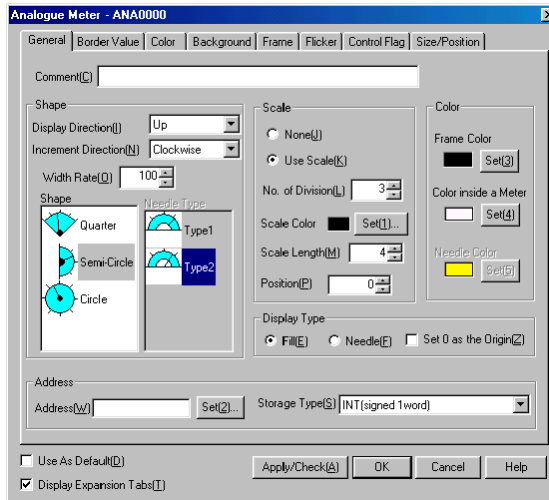 Analogue Meter - ANA0000
General Border Value Color Background Frame Flicker Control Flag Size/Position
Comment(C)
Shape
Display Direction(I) Up
Increment Direction(N) Clockwise
Width Rate(O) 100
Shape Needle Type
Quarter Type1
Semi-Circle Type2
Circle
Scale
None(J)
Use Scale(K)
No. of Division(L) 3
Scale Color Set(1)...
Scale Length(M) 4
Position(P) 0
Color
Frame Color
Set(3)
Color inside a Meter
Set(4)
Needle Color
Set(5)
Display Type
Fill(E) Needle(F) Set 0 as the Origin(Z)
Address
Address(W) Set(2)... Storage Type(S) INT(signed 1word)
Use As Default(D)
Display Expansion Tabs(T)
Apply/Check(A) OK Cancel Help